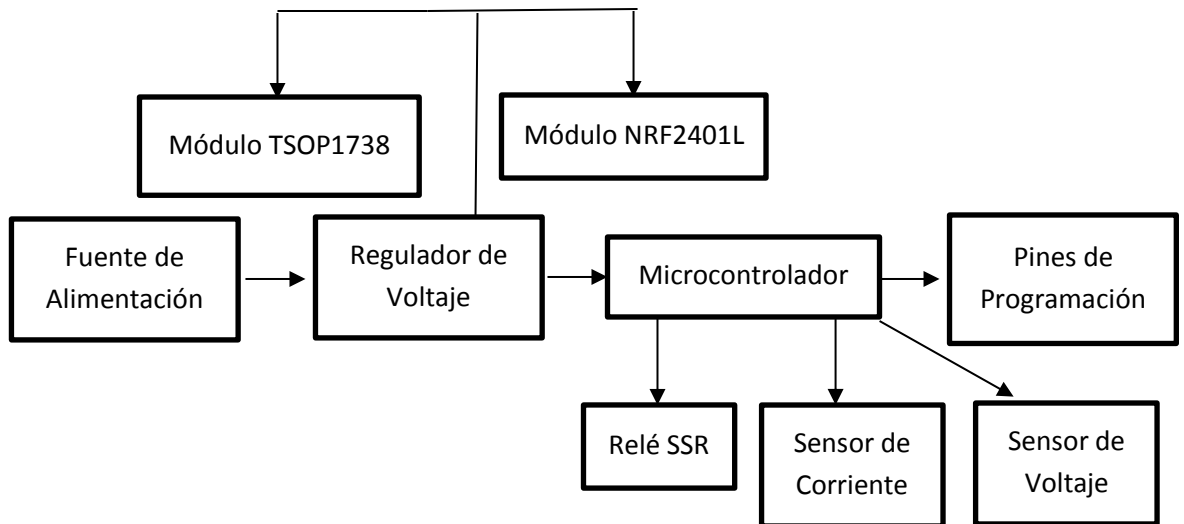 Módulo TSOP1738
Módulo NRF2401L
Fuente de
Alimentación
Regulador de
Voltaje
Microcontrolador
Pines de
Programación
Relé SSR
Sensor de
Corriente
Sensor de
Voltaje